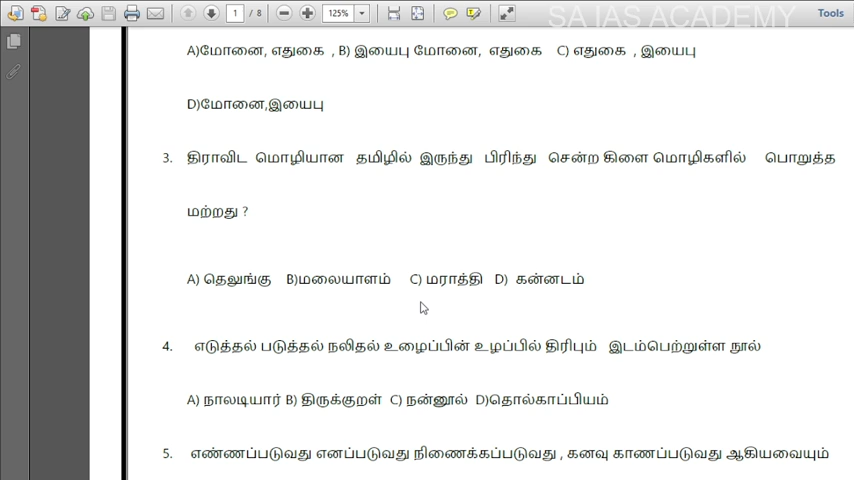 1 / 8 125% SA IAS ACADEMY Tools
A)மோனை, எதுகை , B) இயைபு மோனை, எதுகை C) எதுகை , இயைபு
D)மோனை,இயைபு
3. திராவிட மொழியான தமிழில் இருந்து பிரிந்து சென்ற கிளை மொழிகளில் பொறுத்த
மற்றது ?
A) தெலுங்கு B)மலையாளம் C) மராத்தி D) கன்னடம்
4. எடுத்தல் படுத்தல் நலிதல் உழைப்பின் உழப்பில் திரிபும் இடம்பெற்றுள்ள நூல்
A) நாலடியார் B) திருக்குறள் C) நன்னூல் D)தொல்காப்பியம்
5. எண்ணப்படுவது எனப்படுவது நிணைக்கப்படுவது , கனவு காணப்படுவது ஆகியவையும்